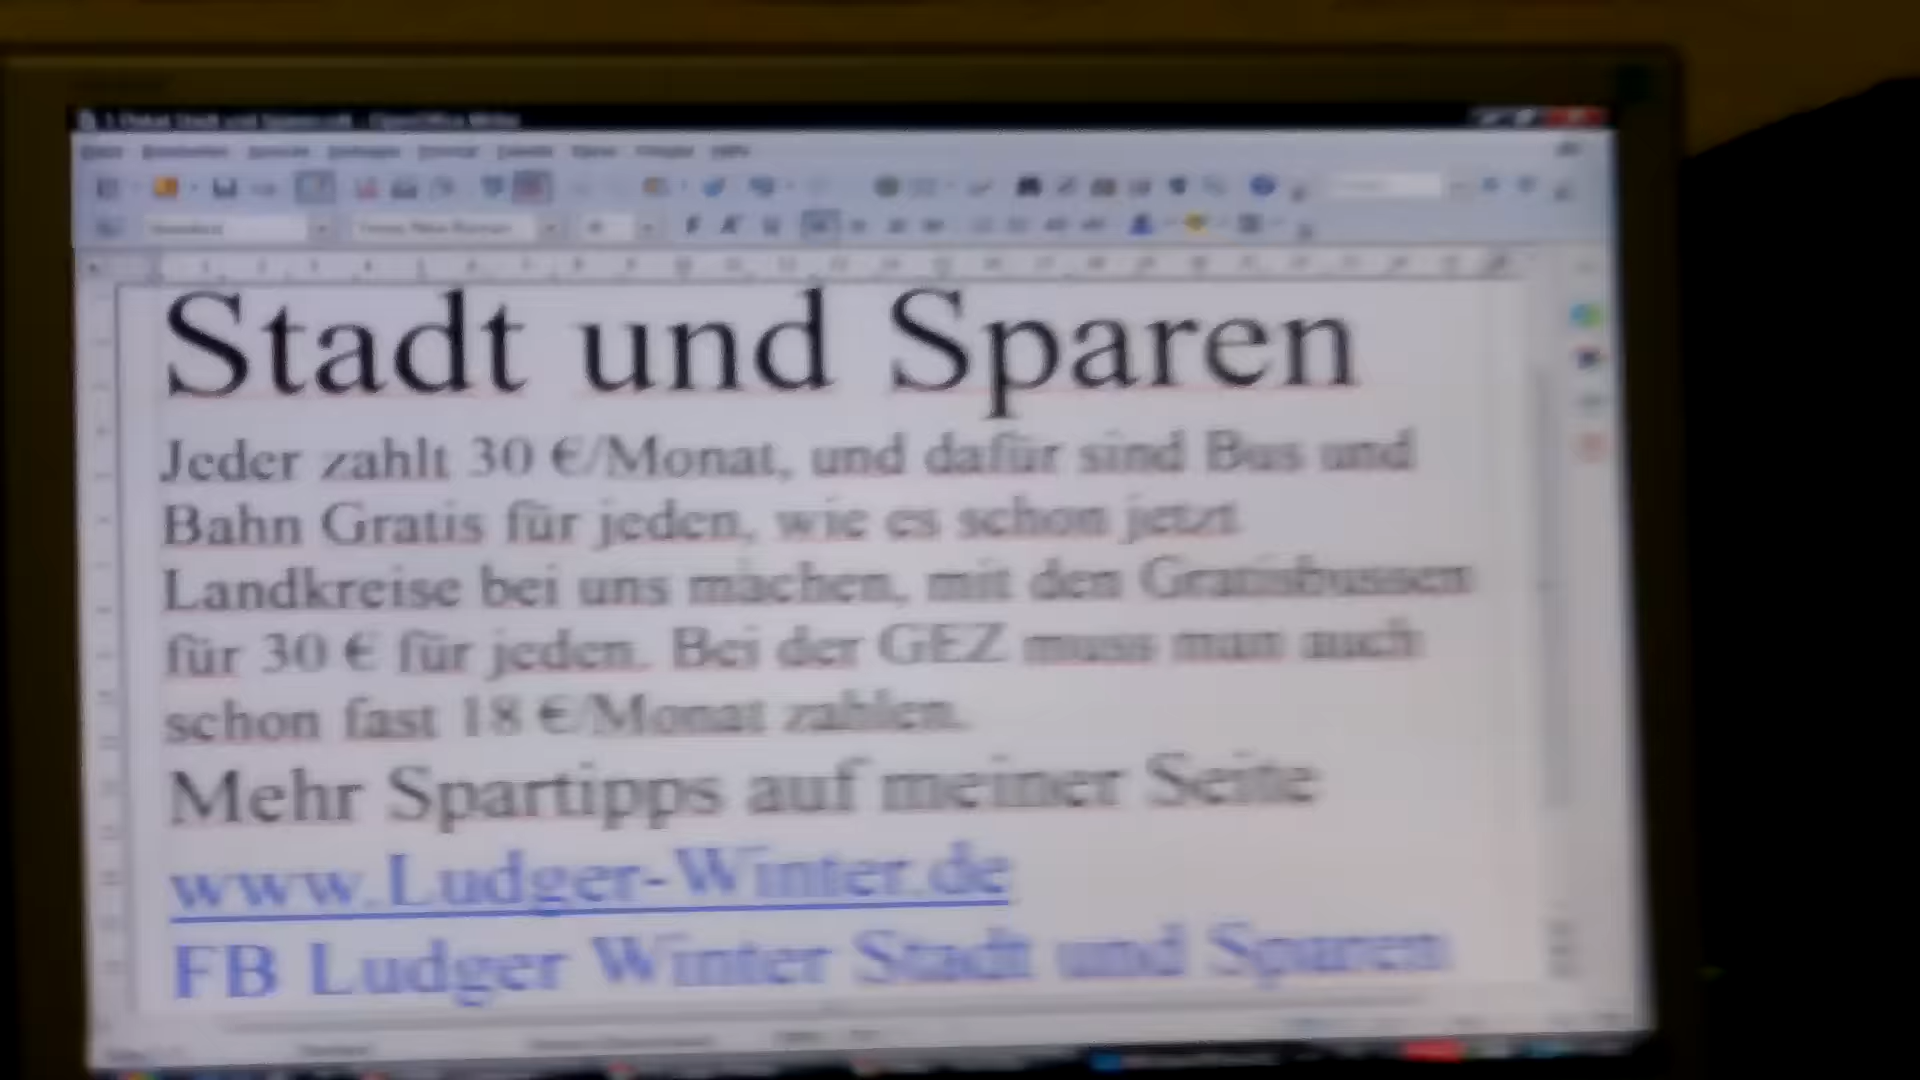 Stadt und Sparen
Jeder zahlt 30 €/Monat, und dafür sind Bus und
Bahn Gratis für jeden, wie es schon jetzt
Landkreise bei uns machen, mit den Gratisbussen
für 30 € für jeden. Bei der GEZ muss man auch
schon fast 18 €/Monat zahlen.
Mehr Spartipps auf meiner Seite
www.Ludger-Winter.de
FB Ludger Winter Stadt und Sparen